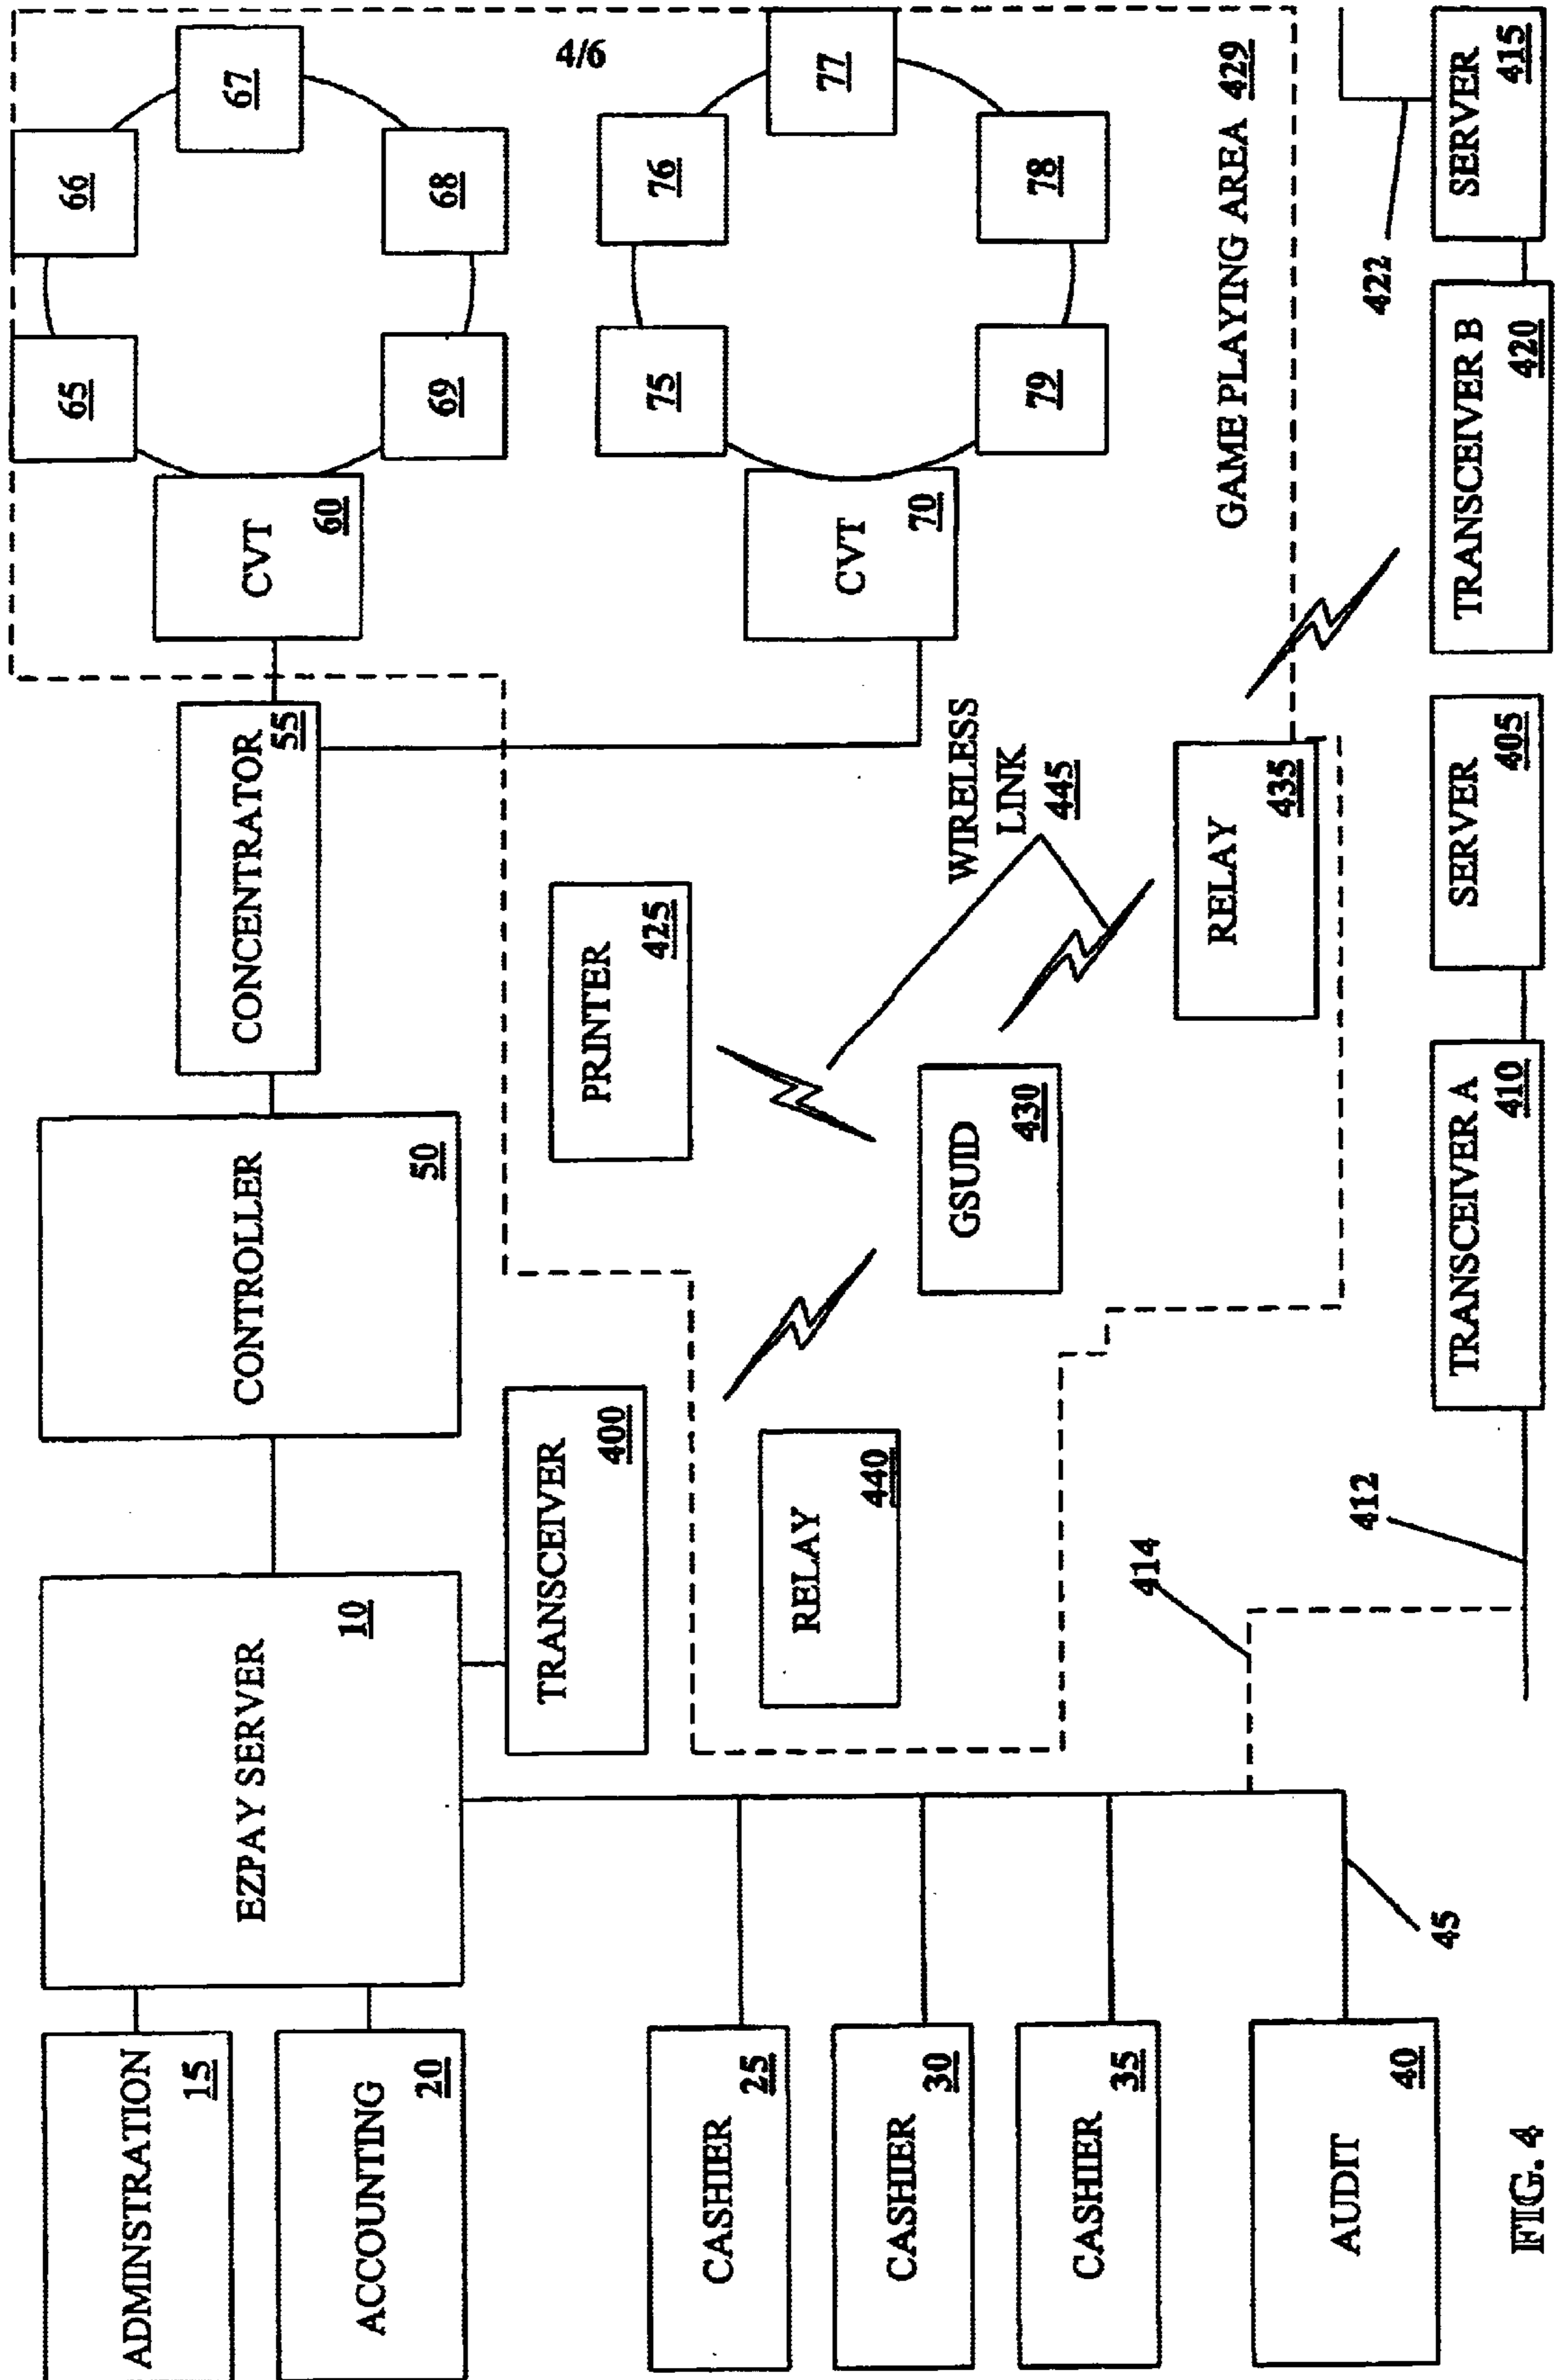 4/6
ADMINSTRATION
15
ACCOUNTING
20
EZPAY SERVER
10
CONTROLLER
50
CONCENTRATOR
55
CVT
60
65
66
67
68
69
CASHIER
25
CASHIER
30
CASHIER
35
AUDIT
40
45
TRANSCEIVER
400
RELAY
440
PRINTER
425
GSUID
430
WIRELESS
LINK
445
RELAY
435
CVT
70
75
76
77
78
79
GAME PLAYING AREA 429
414
412
TRANSCEIVER A
410
SERVER
405
TRANSCEIVER B
420
SERVER
415
422
FIG. 4